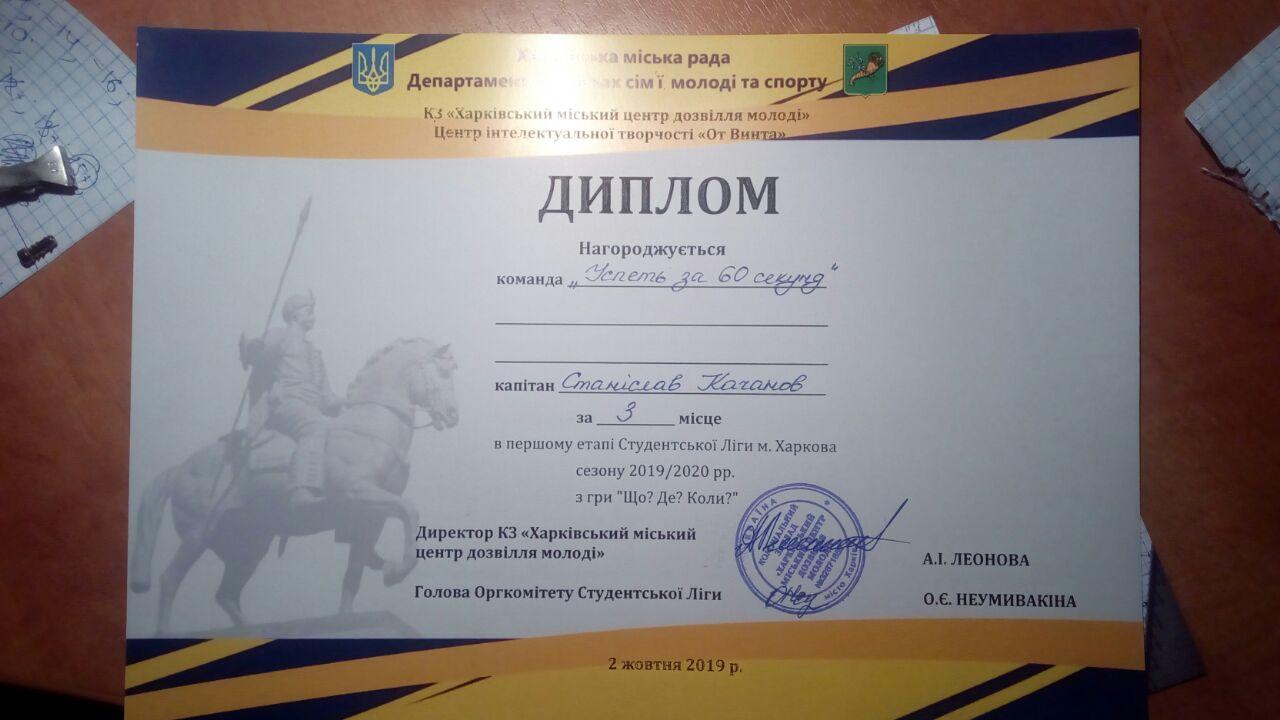 міська рада
Департамент сім'ї молоді та спорту
КЗ «Харківський міський центр дозвілля молоді»
Центр інтелектуальної творчості «От Винта»
ДИПЛОМ
Нагороджується
команда „Успеть за 60 секунд"
капітан Станіслав Качанов
за 3 місце
в першому етапі Студентської Ліги м. Харкова
сезону 2019/2020 рр.
з гри "Що? Де? Коли?"
Директор КЗ «Харківський міський
центр дозвілля молоді»
А.І. ЛЕОНОВА
Голова Оргкомітету Студентської Ліги
О.Є. НЕУМИВАКІНА
2 жовтня 2019 р.